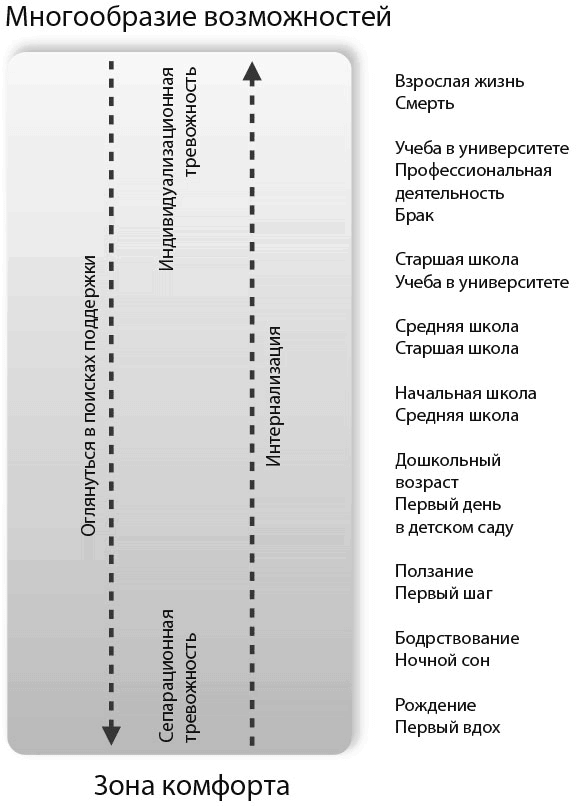 Многообразие возможностей
Индивидуализационная
тревожность
Оглянуться в поисках поддержки
Интернализация
Сепарационная
тревожность
Взрослая жизнь
Смерть
Учеба в университете
Профессиональная
деятельность
Брак
Старшая школа
Учеба в университете
Средняя школа
Старшая школа
Начальная школа
Средняя школа
Дошкольный
возраст
Первый день
в детском саду
Ползание
Первый шаг
Бодрствование
Ночной сон
Рождение
Первый вдох
Зона комфорта